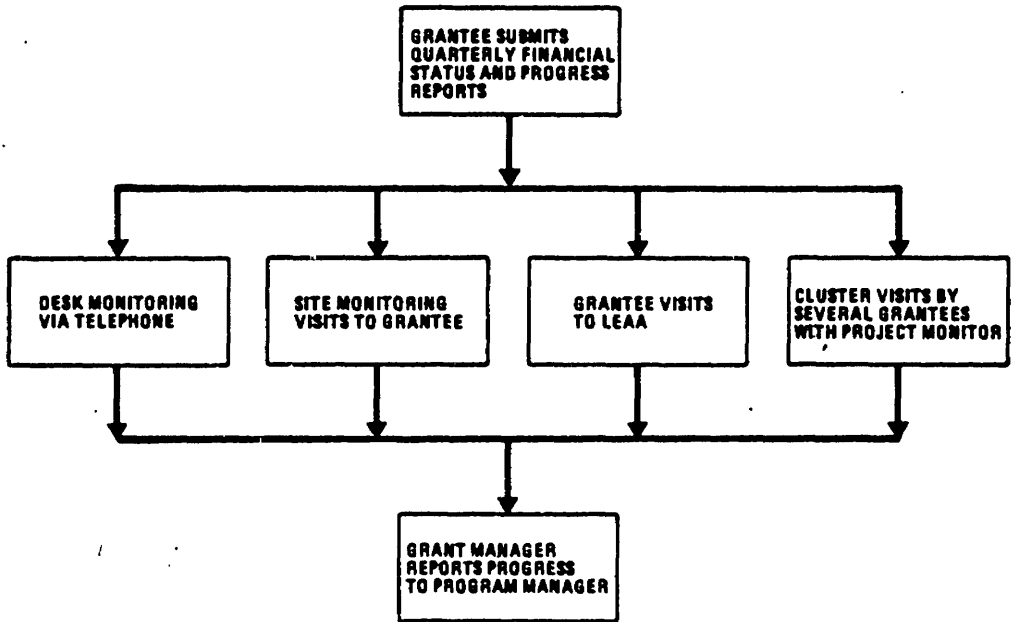 GRANTEE SUBMITS
QUARTERLY FINANCIAL
STATUS AND PROGRESS
REPORTS
DESK MONITORING
VIA TELEPHONE
SITE MONITORING
VISITS TO GRANTEE
GRANTEE VISITS
TO LEAA
CLUSTER VISITS BY
SEVERAL GRANTEES
WITH PROJECT MONITOR
GRANT MANAGER
REPORTS PROGRESS
TO PROGRAM MANAGER